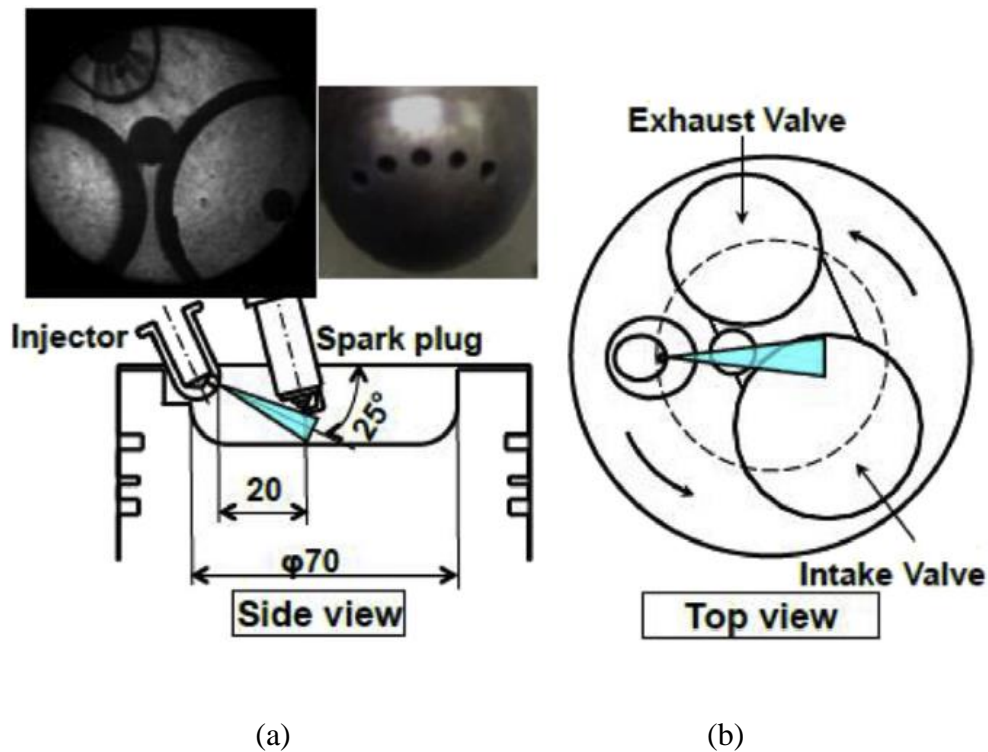 Exhaust Valve
Injector
Spark plug
25°
20
φ70
Side view
Intake Valve
Top view
(a)
(b)